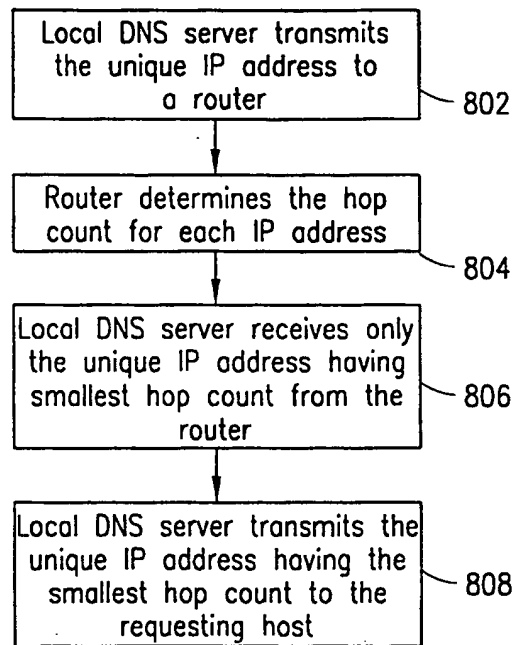 Local DNS server transmits
the unique IP address to
a router
802
Router determines the hop
count for each IP address
804
Local DNS server receives only
the unique IP address having
smallest hop count from the
router
806
Local DNS server transmits the
unique IP address having the
smallest hop count to the
requesting host
808